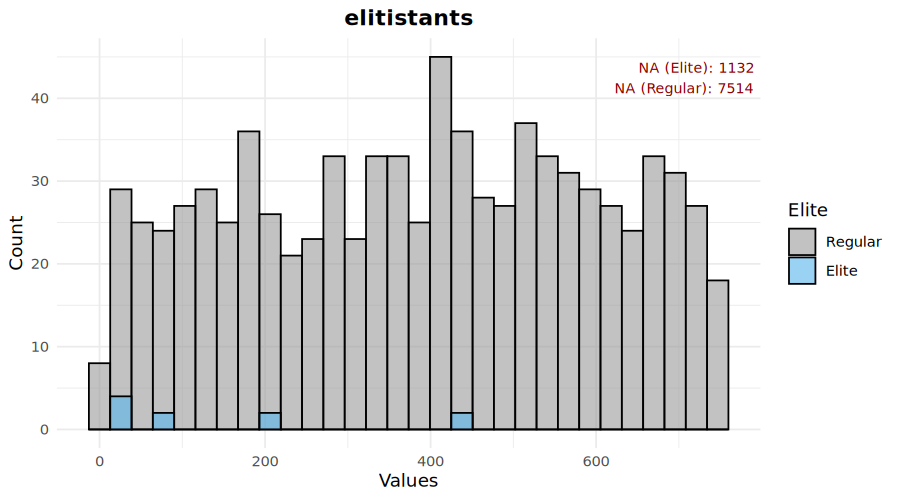 elitistants
NA (Elite): 1132
NA (Regular): 7514
40
30
20
10
0
Count
0 200 400 600
Values
Elite
Regular
Elite